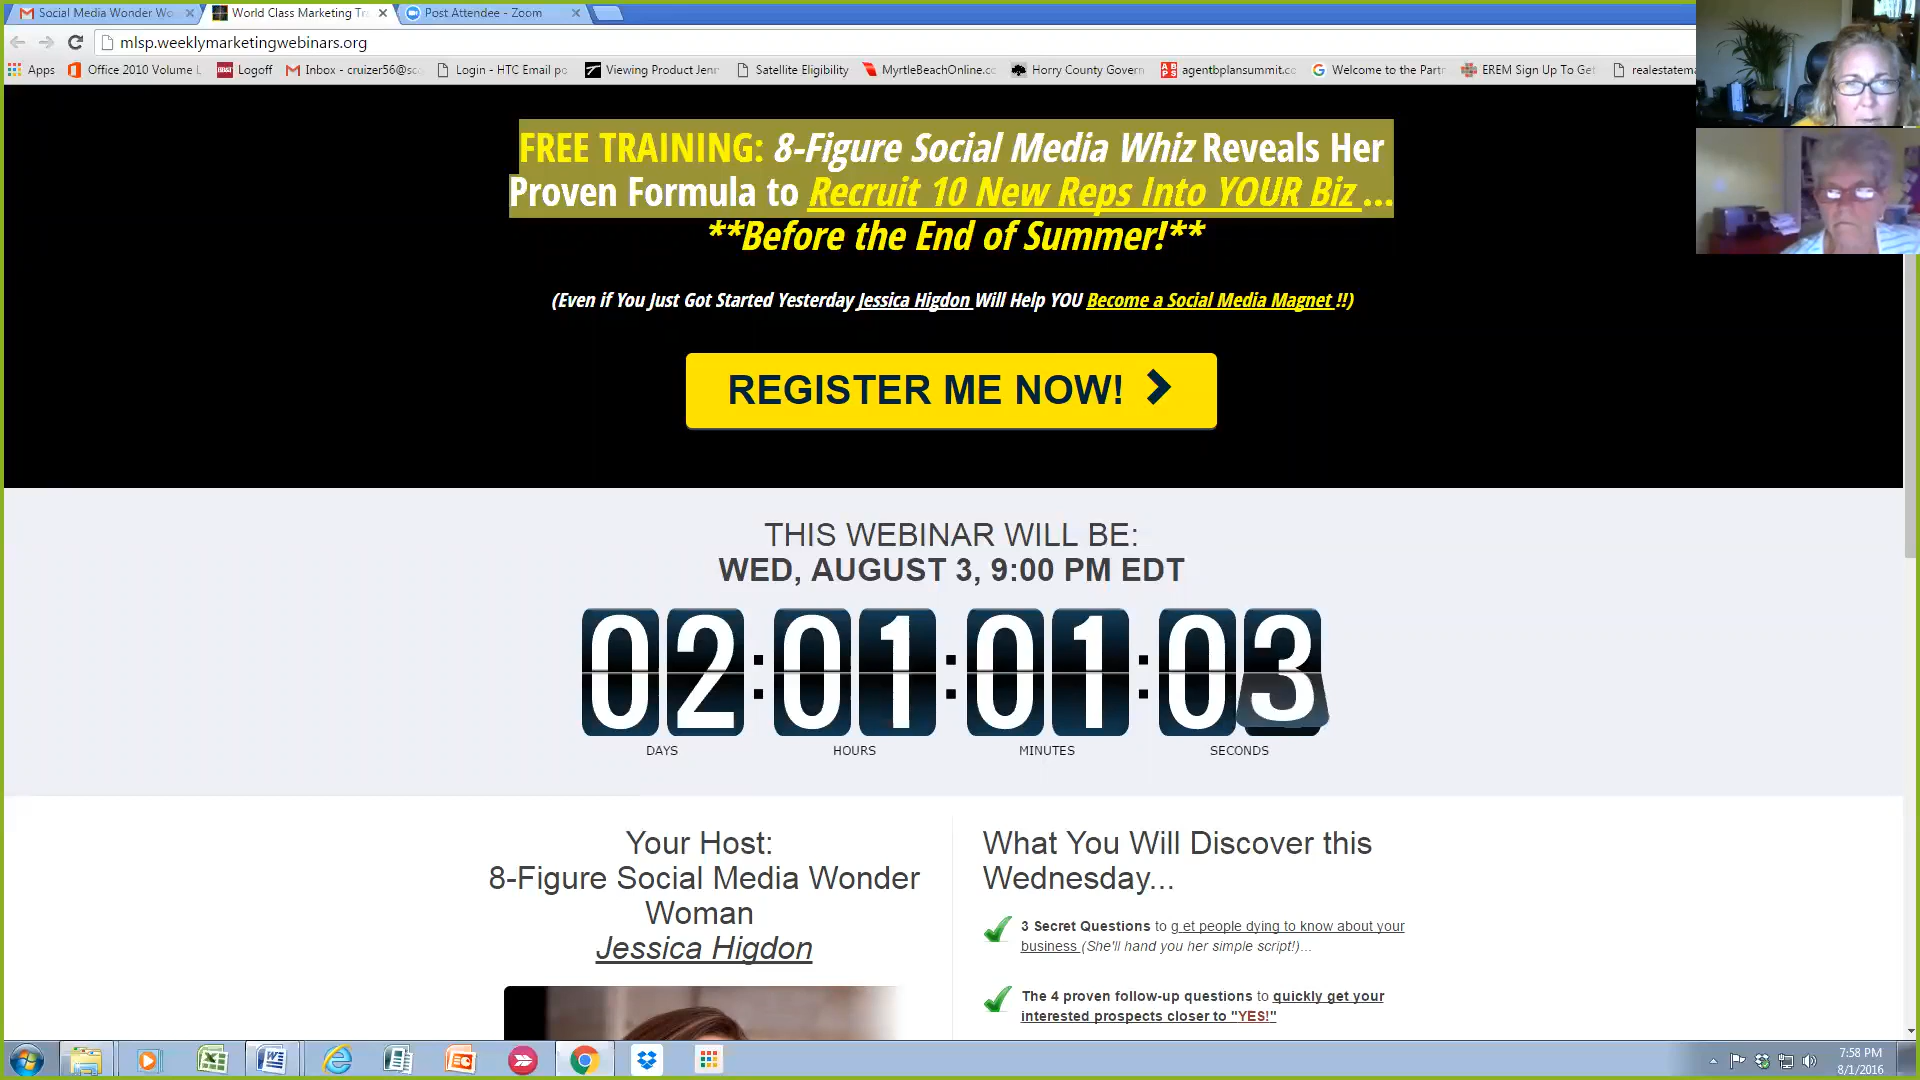 Social Media Wonder Wo
World Class Marketing Tra
Post Attendee - Zoom
mlsp.weeklymarketingwebinars.org
Apps
Office 2010 Volume L
Logoff
Inbox - cruizer56@sc
Login - HTC Email po
Viewing Product Jenn
Satellite Eligibility
MyrtleBeachOnline.co
Horry County Govern
agentbplansummit.co
Welcome to the Partn
EREM Sign Up To Get
realestatema
FREE TRAINING: 8-Figure Social Media Whiz Reveals Her
Proven Formula to Recruit 10 New Reps Into YOUR Biz ...
**Before the End of Summer!**
(Even if You Just Got Started Yesterday Jessica Higdon Will Help YOU Become a Social Media Magnet !!)
REGISTER ME NOW!
THIS WEBINAR WILL BE:
WED, AUGUST 3, 9:00 PM EDT
02:01:01:03
DAYS HOURS MINUTES SECONDS
Your Host:
8-Figure Social Media Wonder
Woman
Jessica Higdon
What You Will Discover this
Wednesday...
3 Secret Questions to g et people dying to know about your
business (She'll hand you her simple script!)...
The 4 proven follow-up questions to quickly get your
interested prospects closer to "YES!"
7:58 PM
8/1/2016